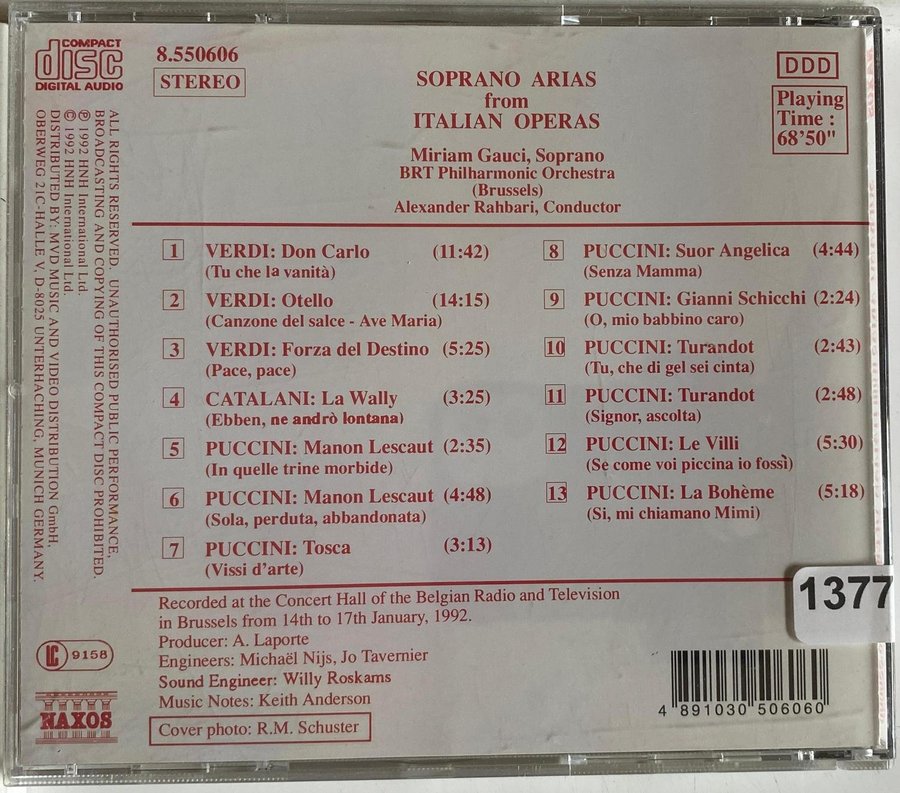 COMPACT
disc
DIGITAL AUDIO
8.550606
STEREO
SOPRANO ARIAS
from
ITALIAN OPERAS
Miriam Gauci, Soprano
BRT Philharmonic Orchestra
(Brussels)
Alexander Rahbari, Conductor
DDD
Playing
Time :
68'50"
ALL RIGHTS RESERVED. UNAUTHORISED PUBLIC PERFORMANCE,
BROADCASTING AND COPYING OF THIS COMPACT DISC PROHIBITED.
℗ 1992 HNH International Ltd.
© 1992 HNH International Ltd.
DISTRIBUTED BY: MVD MUSIC AND VIDEO DISTRIBUTION GmbH,
OBERWEG 21C-HALLE V, D-8025 UNTERHACHING, MUNICH GERMANY.
1 VERDI: Don Carlo (11:42)
(Tu che la vanità)
2 VERDI: Otello (14:15)
(Canzone del salce - Ave Maria)
3 VERDI: Forza del Destino (5:25)
(Pace, pace)
4 CATALANI: La Wally (3:25)
(Ebben, ne andrò lontana)
5 PUCCINI: Manon Lescaut (2:35)
(In quelle trine morbide)
6 PUCCINI: Manon Lescaut (4:48)
(Sola, perduta, abbandonata)
7 PUCCINI: Tosca (3:13)
(Vissi d'arte)
8 PUCCINI: Suor Angelica (4:44)
(Senza Mamma)
9 PUCCINI: Gianni Schicchi (2:24)
(O, mio babbino caro)
10 PUCCINI: Turandot (2:43)
(Tu, che di gel sei cinta)
11 PUCCINI: Turandot (2:48)
(Signor, ascolta)
12 PUCCINI: Le Villi (5:30)
(Se come voi piccina io fossì)
13 PUCCINI: La Bohème (5:18)
(Si, mi chiamano Mimi)
Recorded at the Concert Hall of the Belgian Radio and Television
in Brussels from 14th to 17th January, 1992.
Producer: A. Laporte
Engineers: Michaël Nijs, Jo Tavernier
Sound Engineer: Willy Roskams
Music Notes: Keith Anderson
Cover photo: R.M. Schuster
LC 9158
NAXOS
1377
4 891030 506060